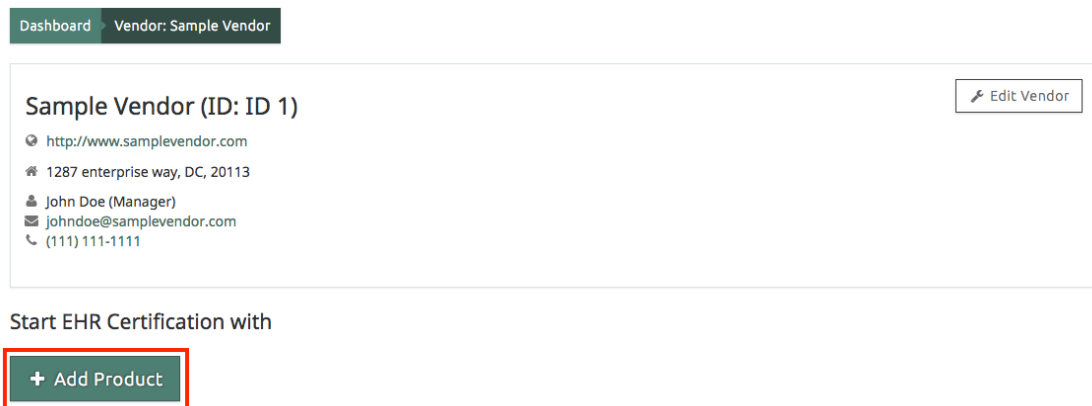 Dashboard Vendor: Sample Vendor
Sample Vendor (ID: ID 1)
Edit Vendor
http://www.samplevendor.com
1287 enterprise way, DC, 20113
John Doe (Manager)
johndoe@samplevendor.com
(111) 111-1111
Start EHR Certification with
+ Add Product